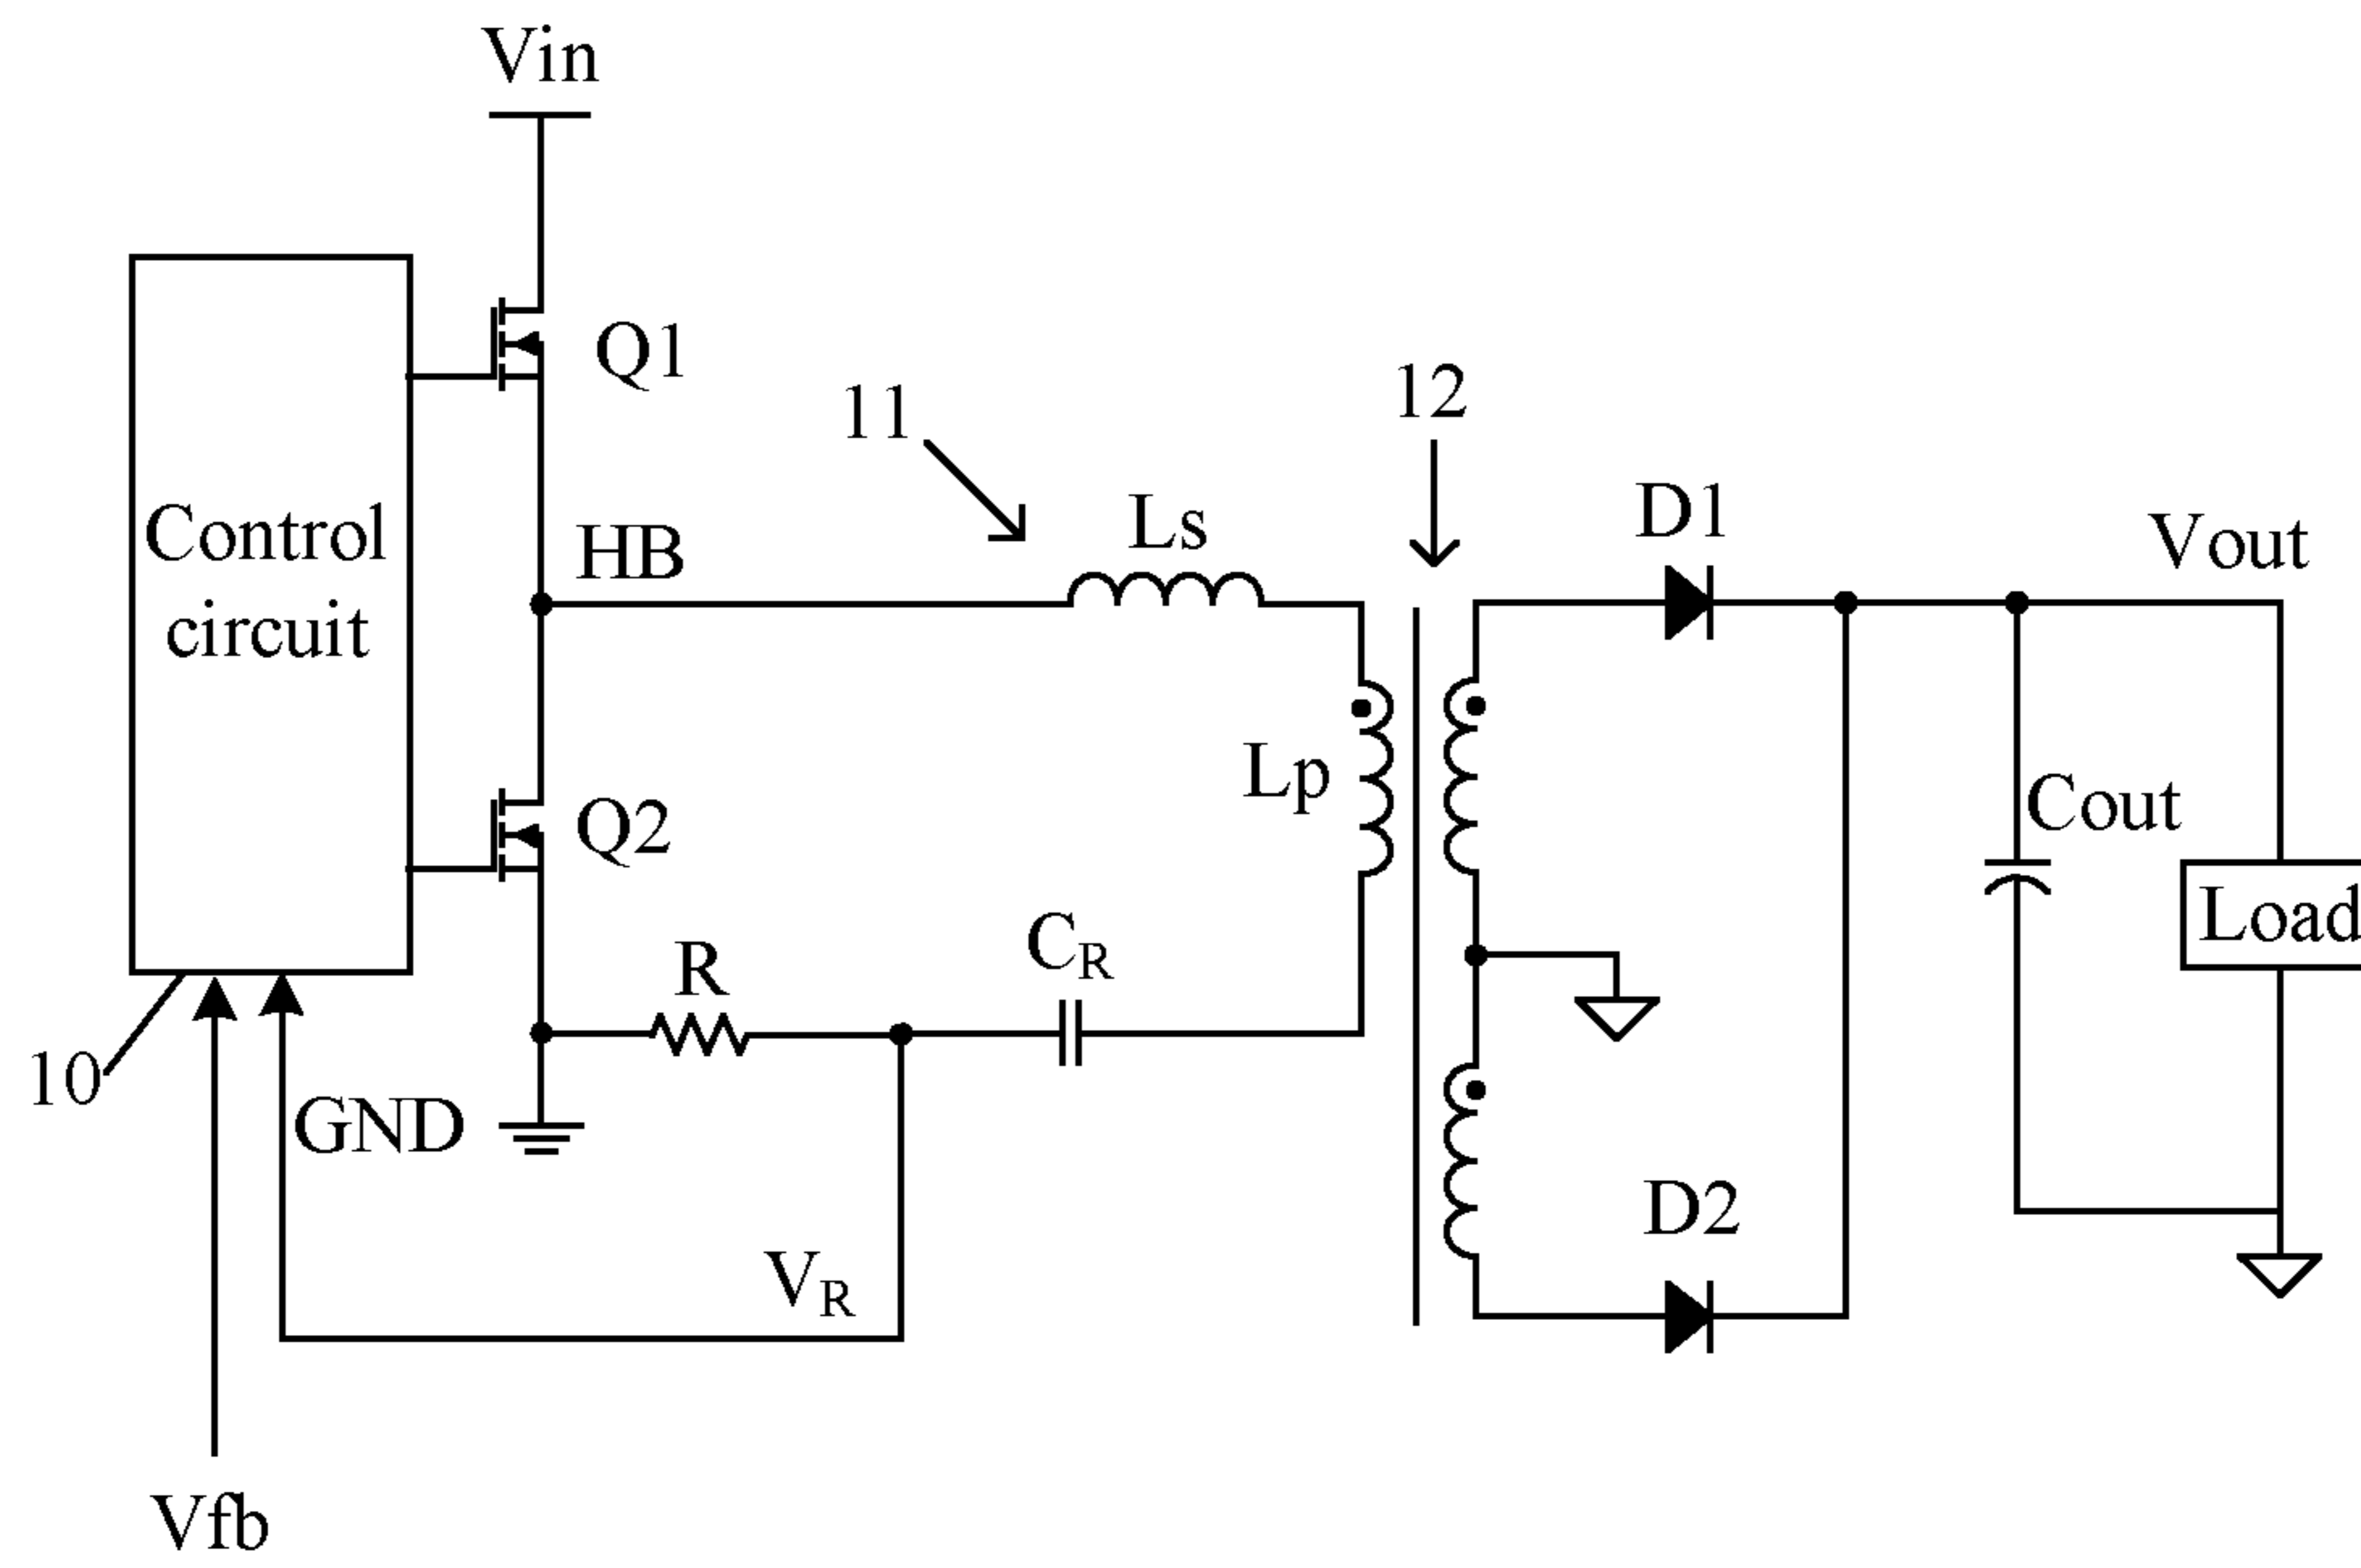 Vin
Q1
11
12
Control
circuit
HB
Ls
D1
Vout
Lp
Q2
Cout
Load
R
CR
10
GND
VR
D2
Vfb